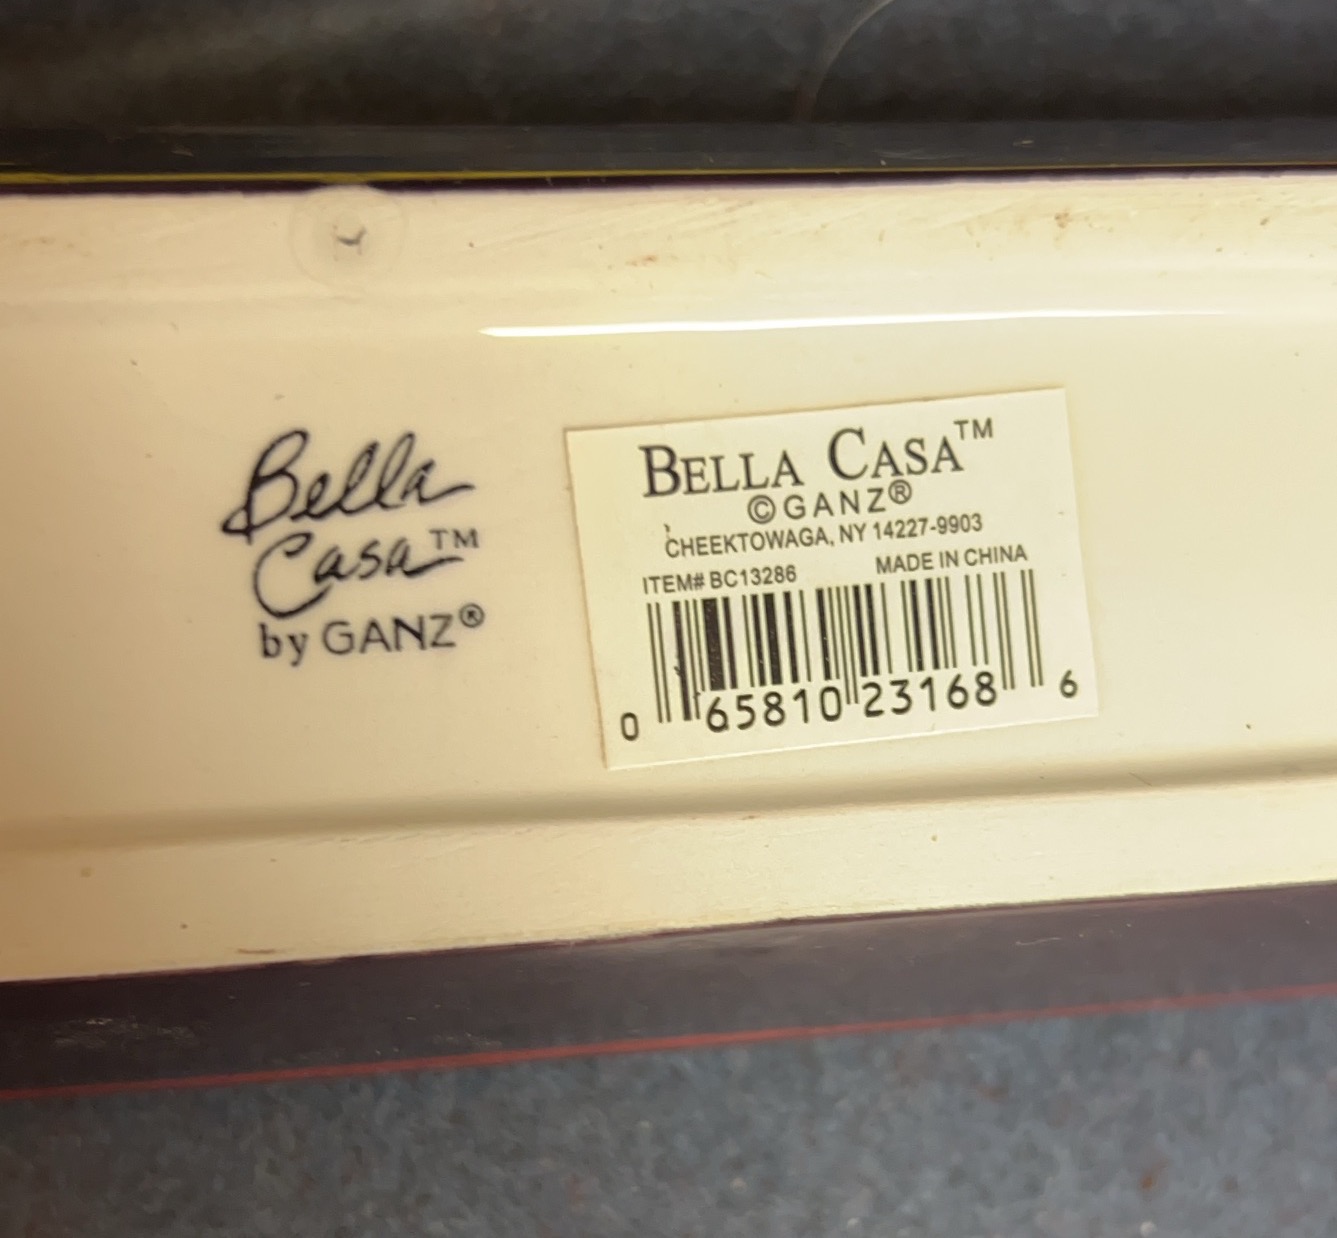 Bella
Casa™
by GANZ®
BELLA CASA™
©GANZ®
CHEEKTOWAGA, NY 14227-9903
ITEM# BC13286 MADE IN CHINA
0 65810 23168 6